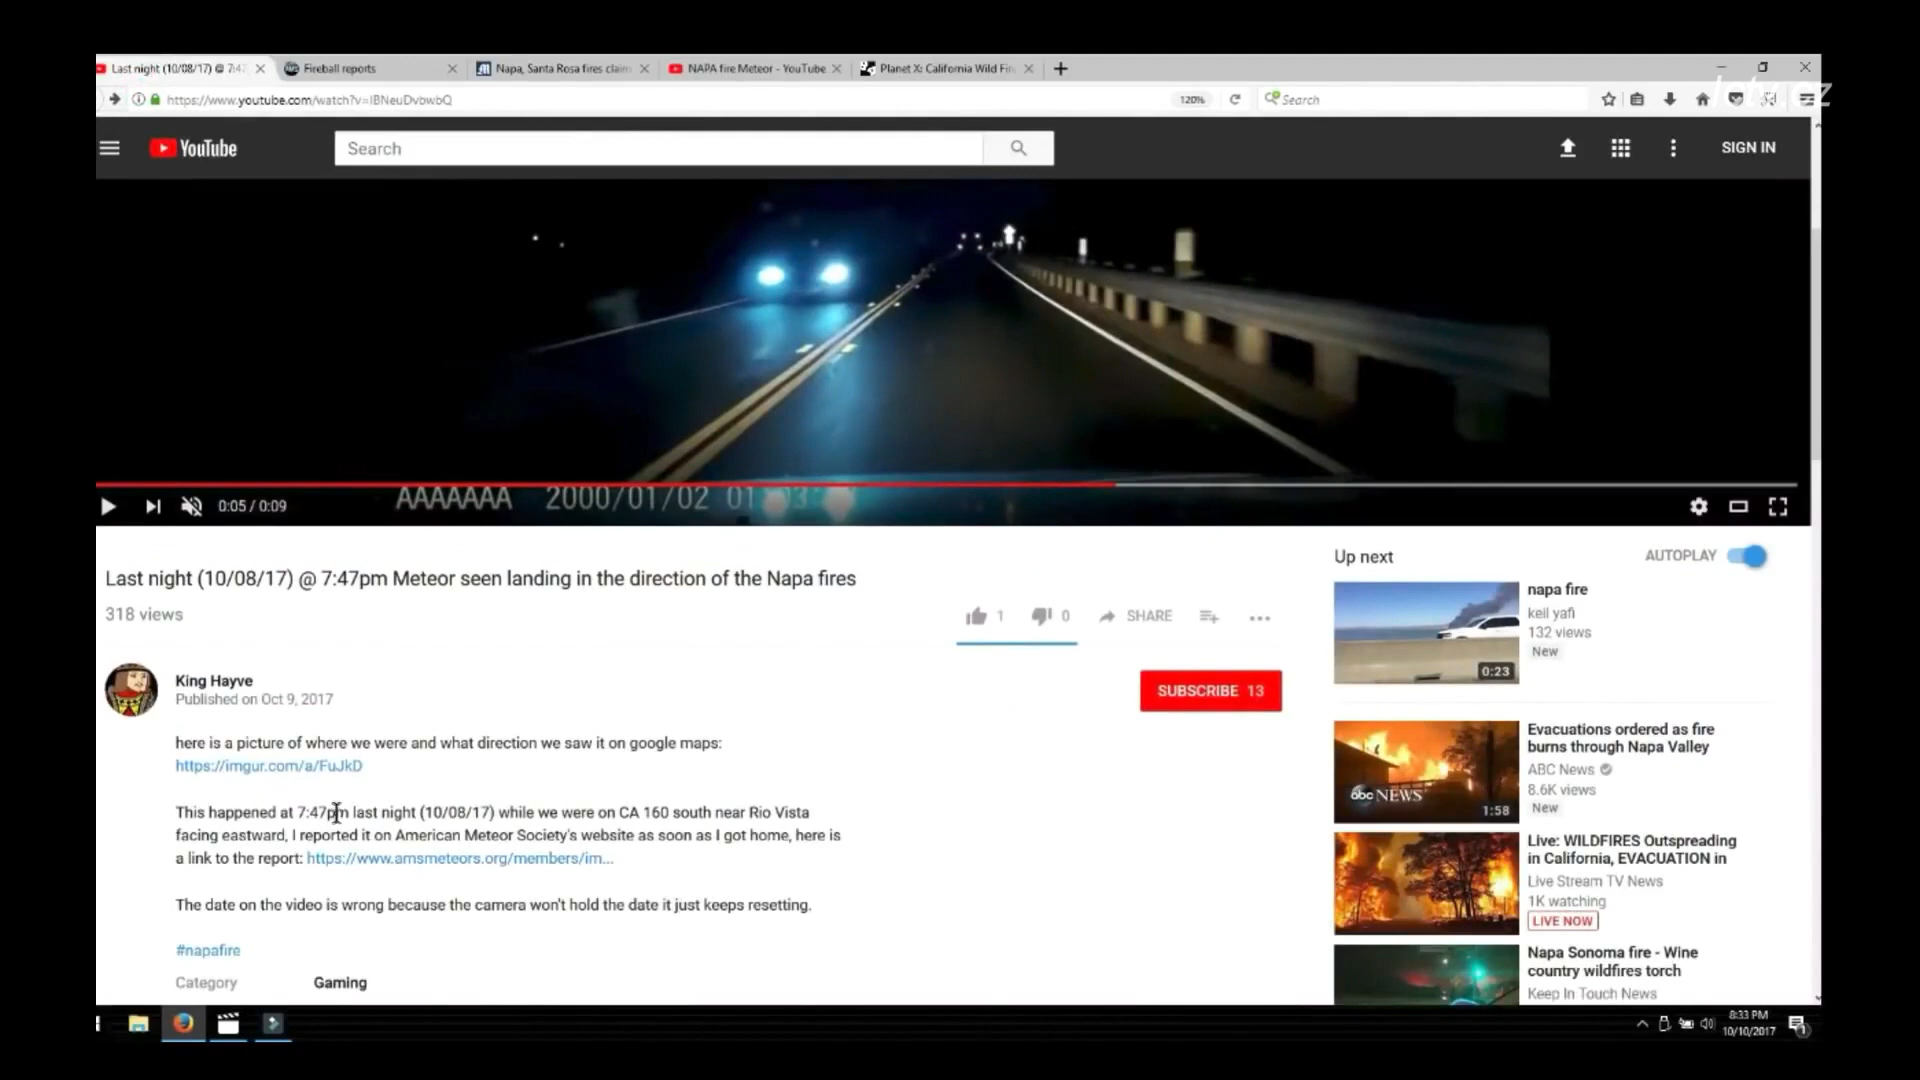 Last night (10/08/17) @ 7:47
Fireball reports
Napa, Santa Rosa fires claim
NAPA fire Meteor - YouTube
Planet X: California Wild Fir
https://www.youtube.com/watch?v=IBNeuDvbwbQ
120%
Search
YouTube
Search
SIGN IN
AAAAAAA 2000/01/02
0:05 / 0:09
Last night (10/08/17) @ 7:47pm Meteor seen landing in the direction of the Napa fires
318 views
1
0
SHARE
King Hayve
Published on Oct 9, 2017
SUBSCRIBE 13
here is a picture of where we were and what direction we saw it on google maps:
https://imgur.com/a/FuJkD
This happened at 7:47pm last night (10/08/17) while we were on CA 160 south near Rio Vista
facing eastward, I reported it on American Meteor Society's website as soon as I got home, here is
a link to the report: https://www.amsmeteors.org/members/im...
The date on the video is wrong because the camera won't hold the date it just keeps resetting.
#napafire
Category Gaming
Up next
AUTOPLAY
napa fire
keil yafi
132 views
New
0:23
Evacuations ordered as fire
burns through Napa Valley
ABC News
8.6K views
New
abc NEWS
1:58
Live: WILDFIRES Outspreading
in California, EVACUATION in
Live Stream TV News
1K watching
LIVE NOW
Napa Sonoma fire - Wine
country wildfires torch
Keep In Touch News
8:33 PM
10/10/2017